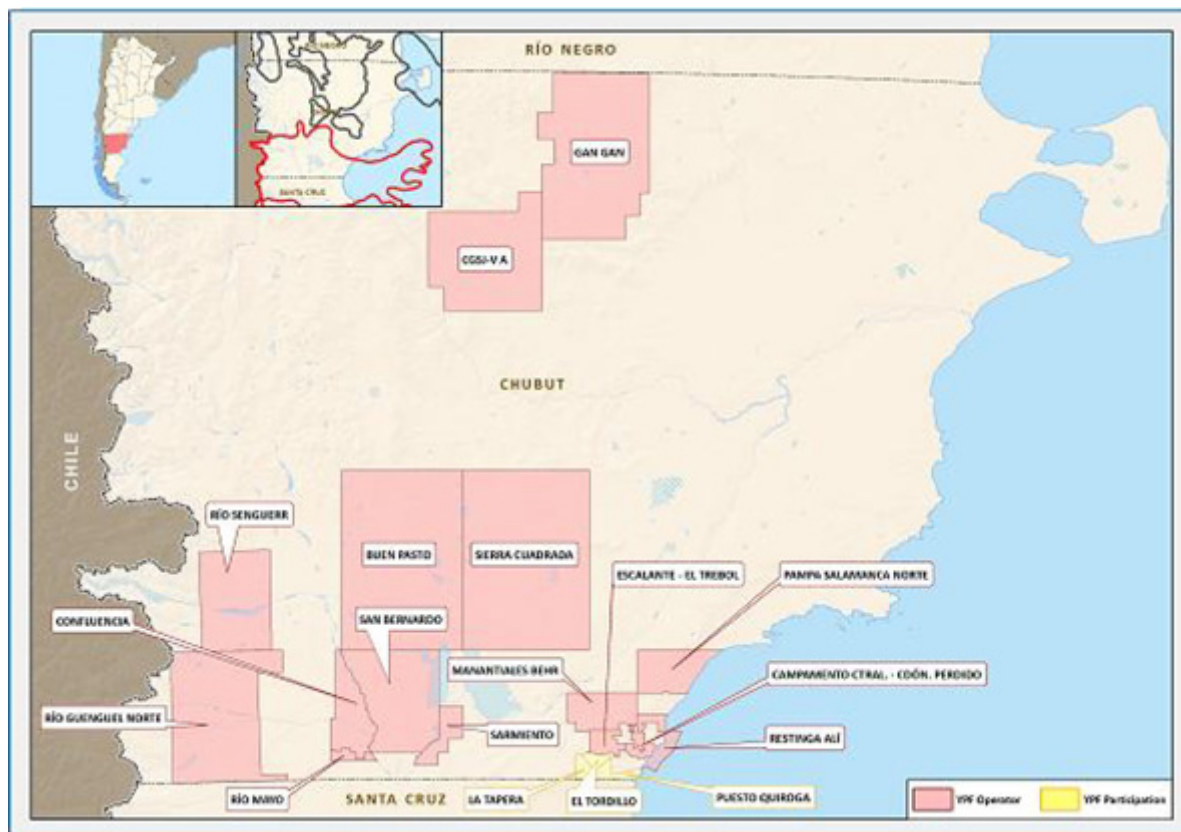 RÍO NEGRO
SANTA CRUZ
GAN GAN
CGSJ-V A
CHUBUT
CHILE
RÍO SENGUERR
BUEN PASTO
SIERRA CUADRADA
ESCALANTE - EL TREBOL
PAMPA SALAMANCA NORTE
CONFLUENCIA
SAN BERNARDO
MANANTIALES BEHR
CAMPAMENTO CTRAL. - CDÓN. PERDIDO
RÍO GUENGUEL NORTE
SARMIENTO
RESTINGA ALÍ
RÍO MAYO
SANTA CRUZ
LA TAPERA
EL TORDILLO
PUESTO QUIROGA
YPF Operator
YPF Participation